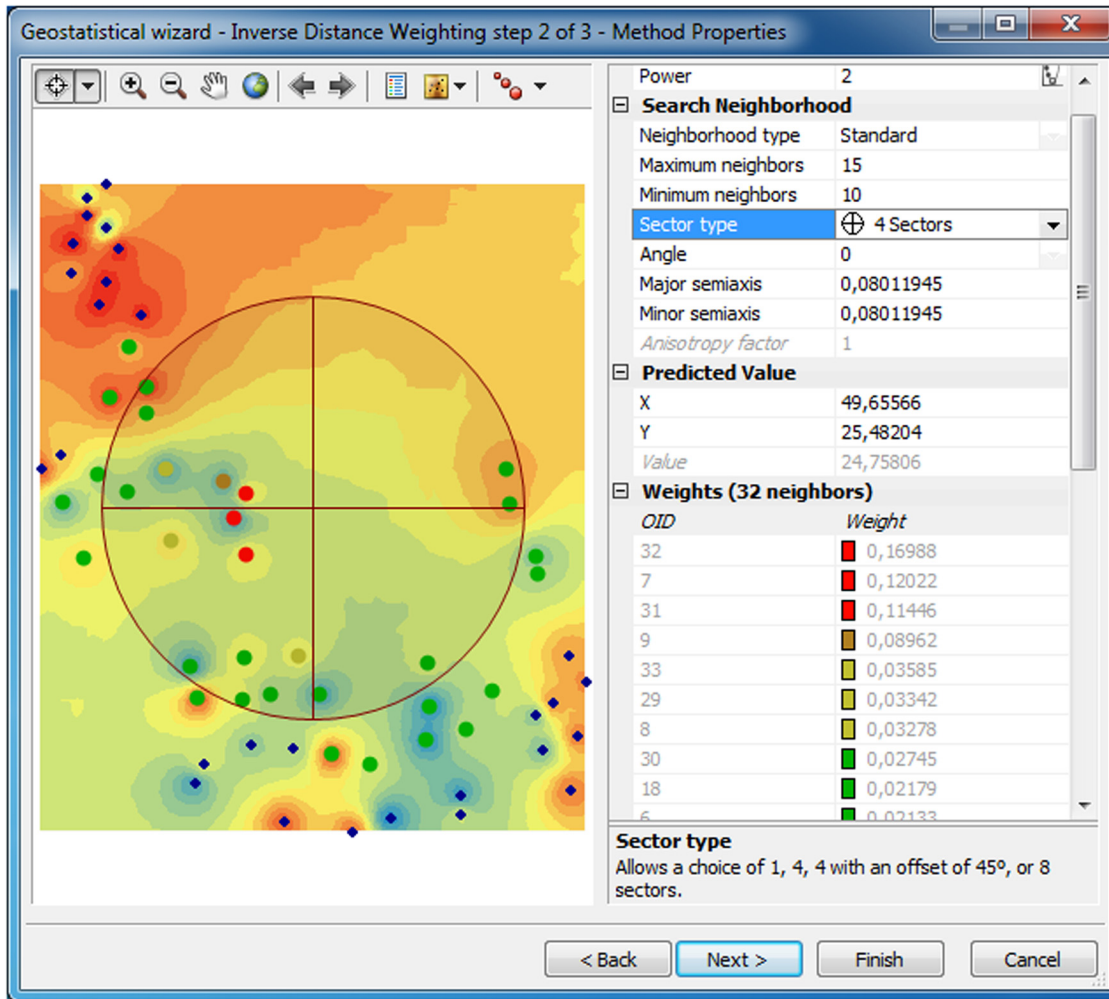 Geostatistical wizard - Inverse Distance Weighting step 2 of 3 - Method Properties
Power 2
Search Neighborhood
Neighborhood type Standard
Maximum neighbors 15
Minimum neighbors 10
Sector type 4 Sectors
Angle 0
Major semiaxis 0,08011945
Minor semiaxis 0,08011945
Anisotropy factor 1
Predicted Value
X 49,65566
Y 25,48204
Value 24,75806
Weights (32 neighbors)
OID Weight
32 0,16988
7 0,12022
31 0,11446
9 0,08962
33 0,03585
29 0,03342
8 0,03278
30 0,02745
18 0,02179
6 0,02133
Sector type
Allows a choice of 1, 4, 4 with an offset of 45º, or 8
sectors.
< Back Next > Finish Cancel